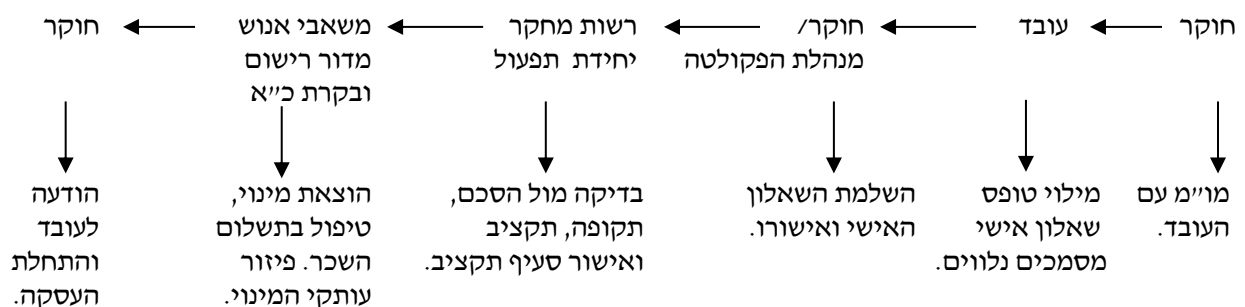 חוקר
עובד
חוקר/
מנהלת הפקולטה
רשות מחקר
יחידת תפעול
משאבי אנוש
מדור רישום
ובקרת כ״א
חוקר
מו״מ עם
העובד.
מילוי טופס
שאלון אישי
מסמכים נלווים.
השלמת השאלון
האישי ואישורו.
בדיקה מול הסכם,
תקופה, תקציב
ואישור סעיף תקציב.
הוצאת מינוי,
טיפול בתשלום
השכר. פיזור
עותקי המינוי.
הודעה
לעובד
והתחלת
העסקה.